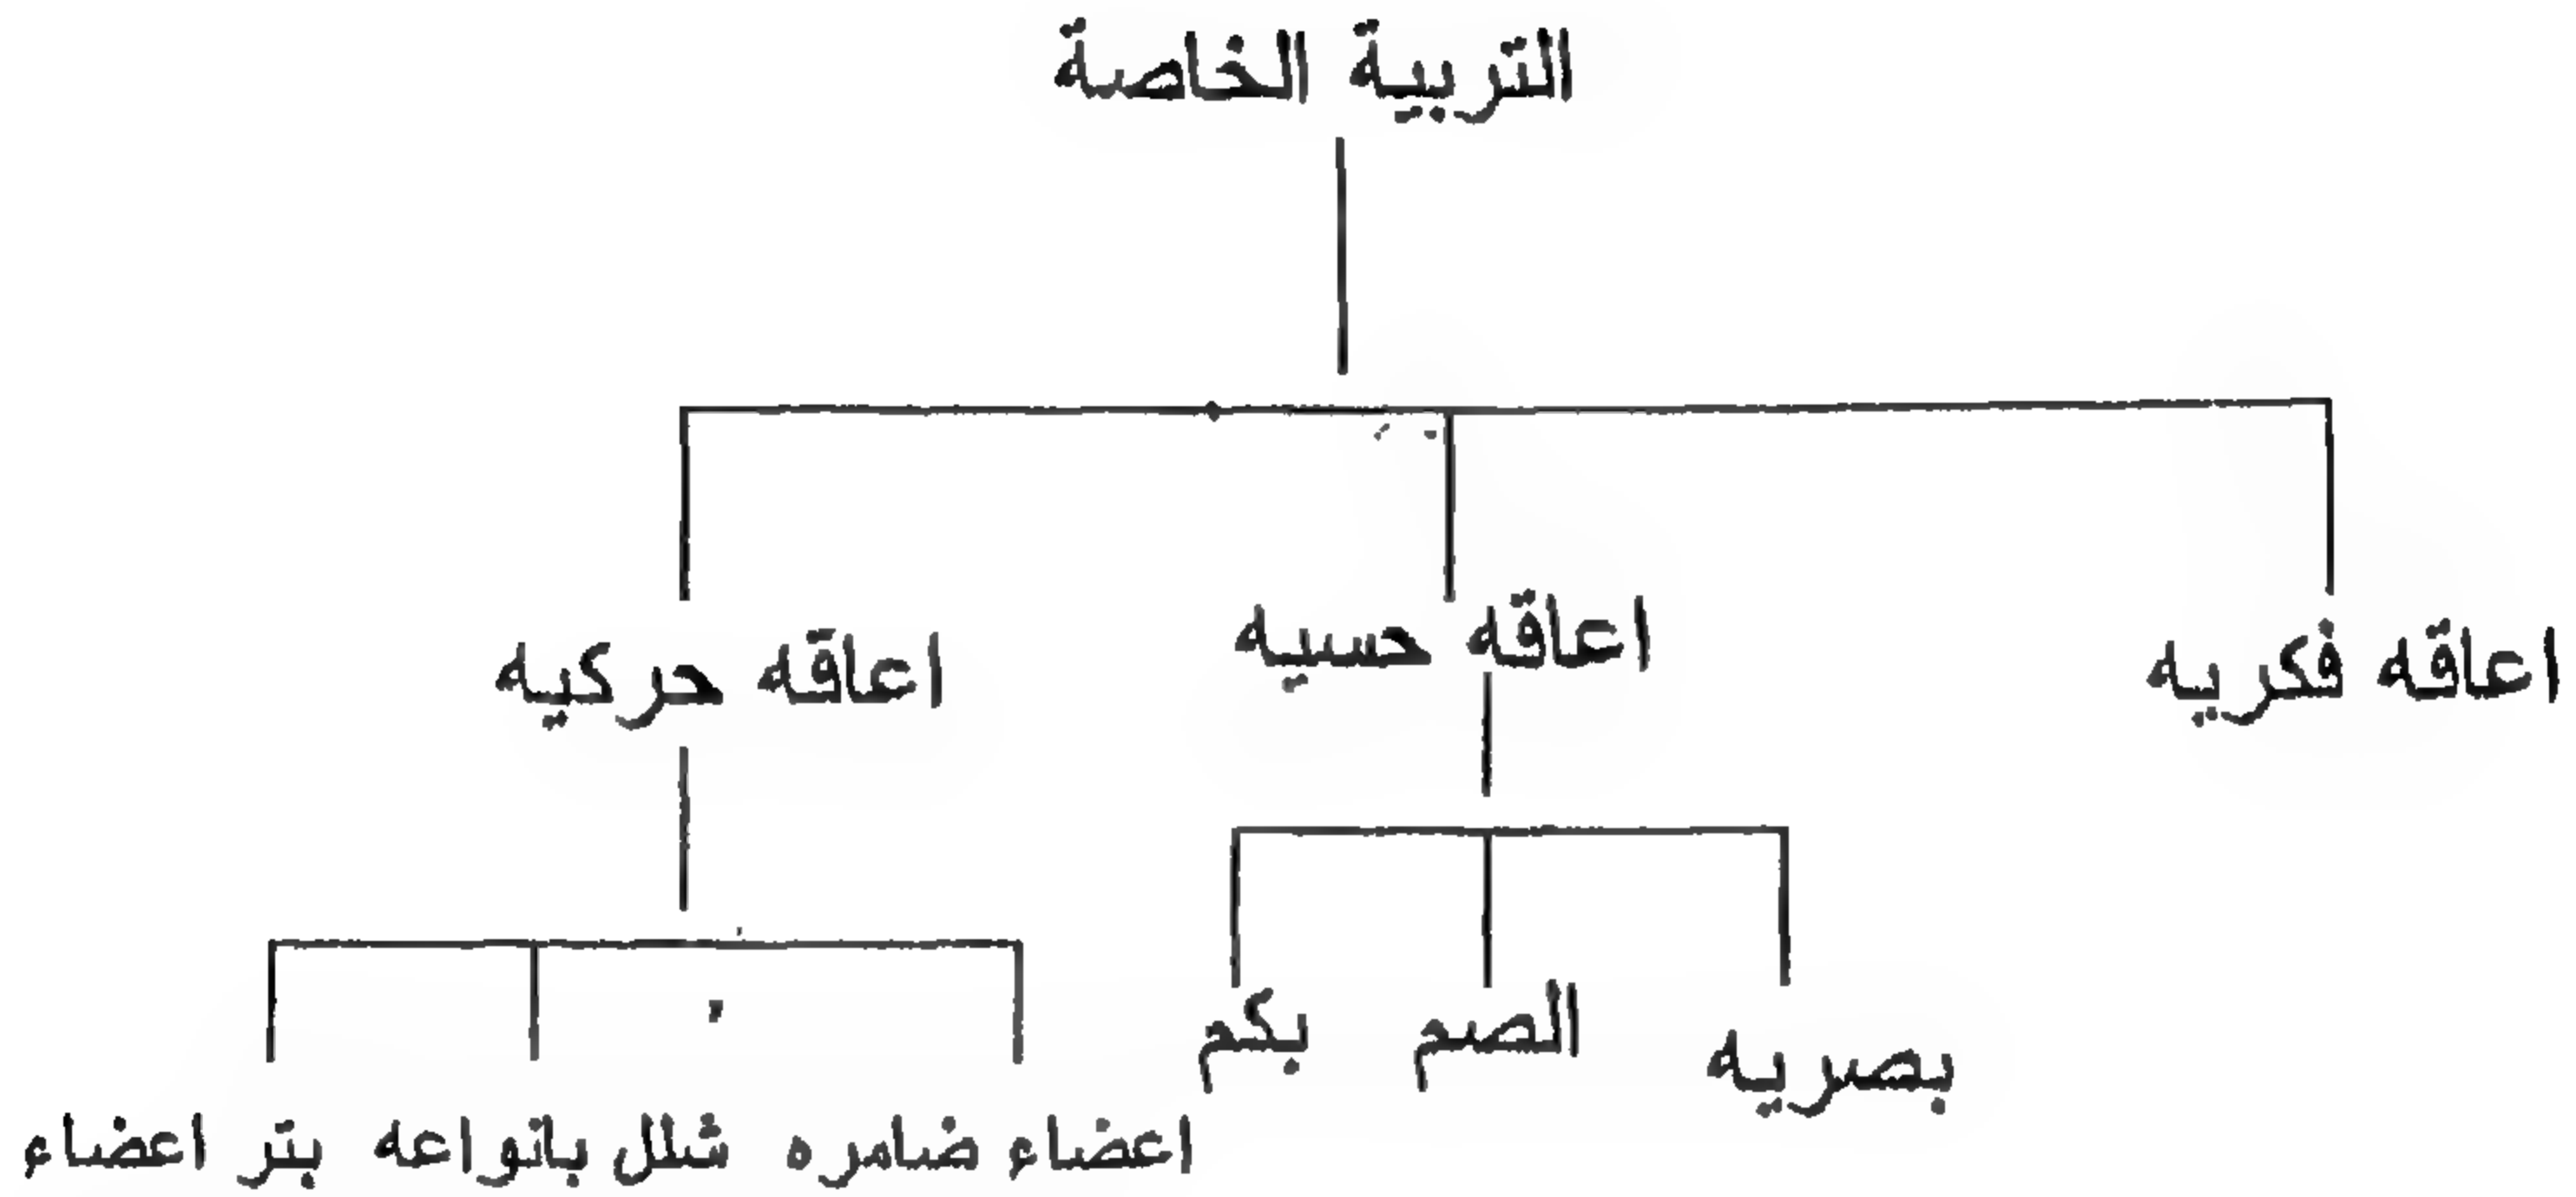 التربية الخاصة
اعاقه فكريه
اعاقه حسيه
اعاقه حركيه
بصريه
الصم
بكم
اعضاء ضامره
شلل بانواعه
بتر اعضاء